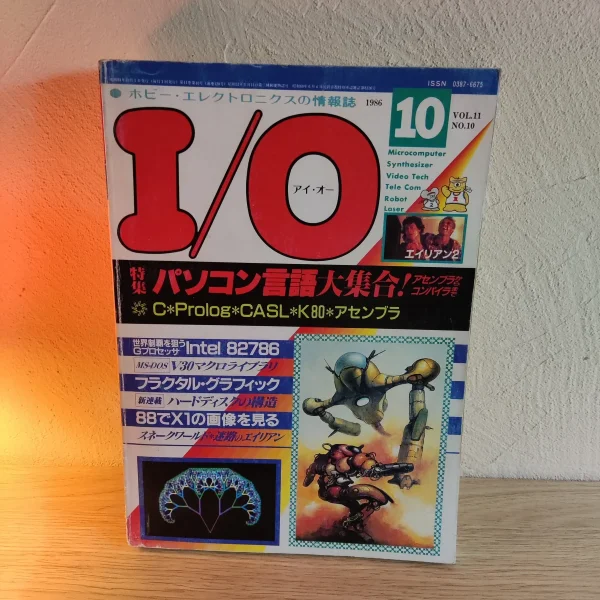 ISSN 0387-6675
ホビー・エレクトロニクスの情報誌
1986
10
VOL.11
NO.10
I/O
アイ・オー
Microcomputer
Synthesizer
Video Tech
Tele Com
Robot
Laser
エイリアン2
特集
パソコン言語大集合!
アセンブラから
コンパイラまで
C*Prolog*CASL*K80*アセンブラ
世界制覇を狙う
Gプロセッサ
Intel 82786
MS-DOS V30マクロライブラリ
フラクタル・グラフィック
新連載 ハードディスクの構造
88でX1の画像を見る
スネークワールド・迷路のエイリアン